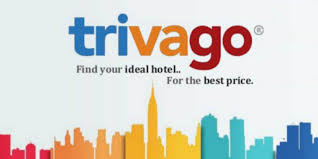 trivago®
Find your ideal hotel..
For the best price.